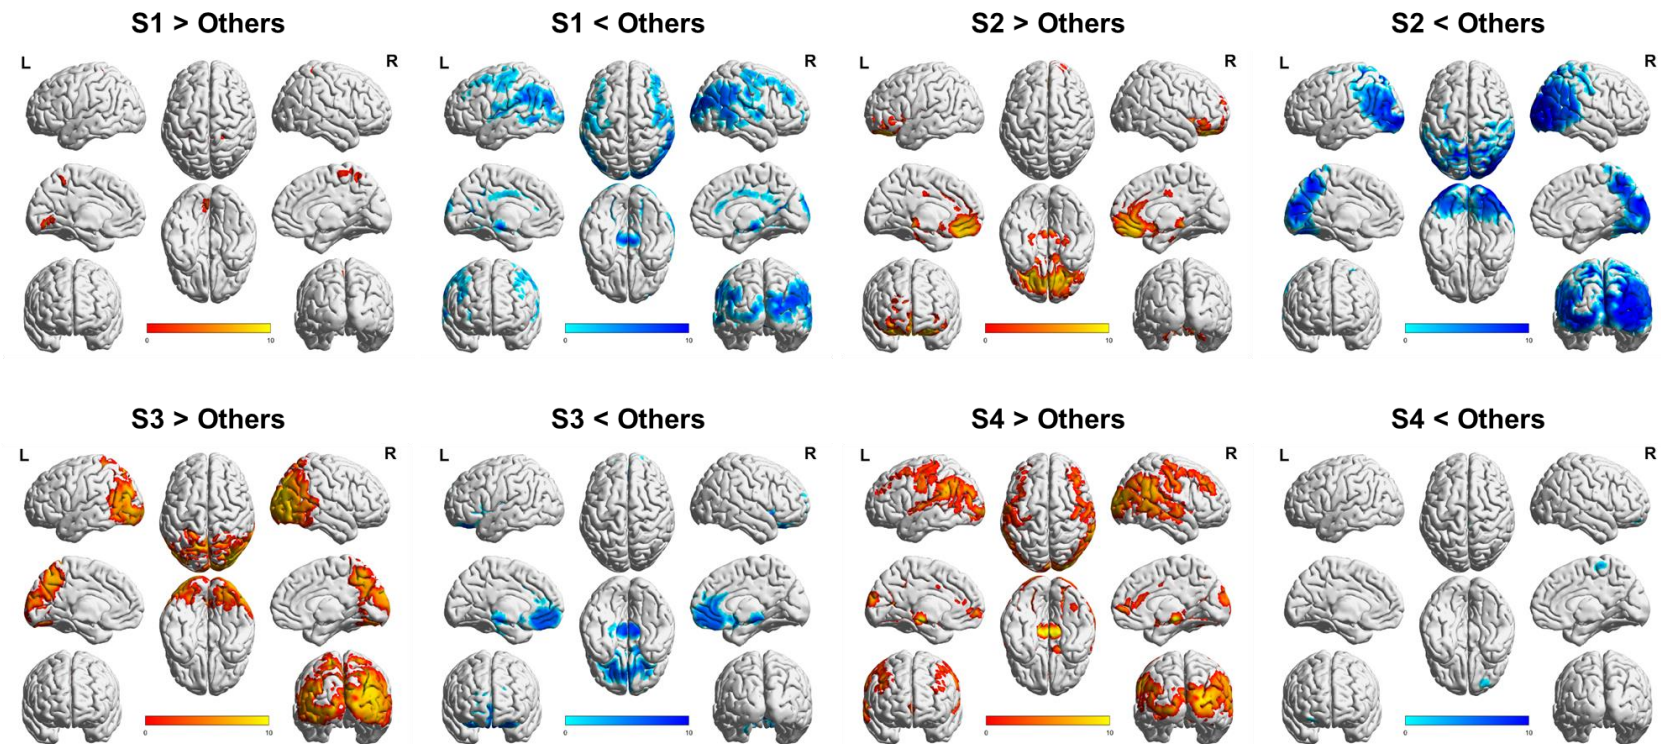 S1 > Others
S1 < Others
S2 > Others
S2 < Others
L R
L R
L R
L R
0 10
0 10
0 10
0 10
S3 > Others
S3 < Others
S4 > Others
S4 < Others
L R
L R
L R
L R
0 10
0 10
0 10
0 10